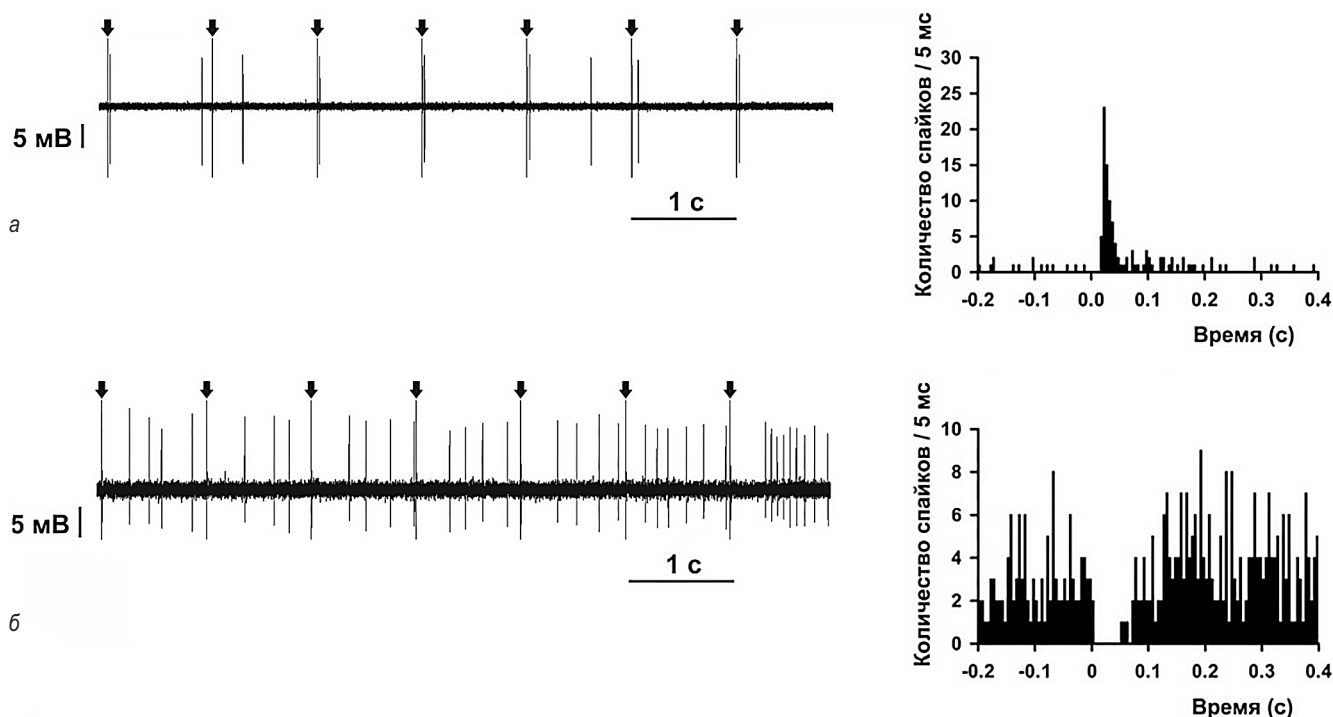 5 мВ
1 с
а
Количество спайков / 5 мс
30
25
20
15
10
5
0
-0.2 -0.1 0.0 0.1 0.2 0.3 0.4
Время (с)
5 мВ
1 с
б
Количество спайков / 5 мс
10
8
6
4
2
0
-0.2 -0.1 0 0.1 0.2 0.3 0.4
Время (с)